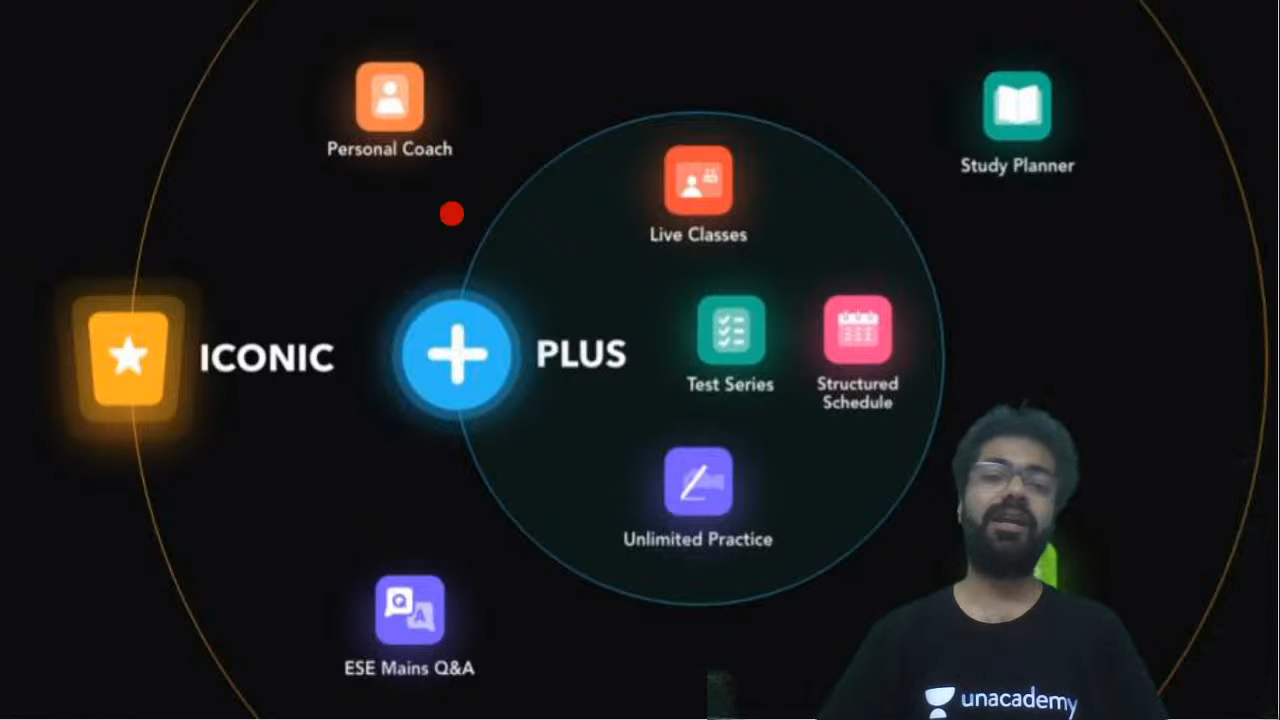 Personal Coach
Study Planner
Live Classes
ICONIC
PLUS
Test Series
Structured
Schedule
Unlimited Practice
Q
A
ESE Mains Q&A
unacademy